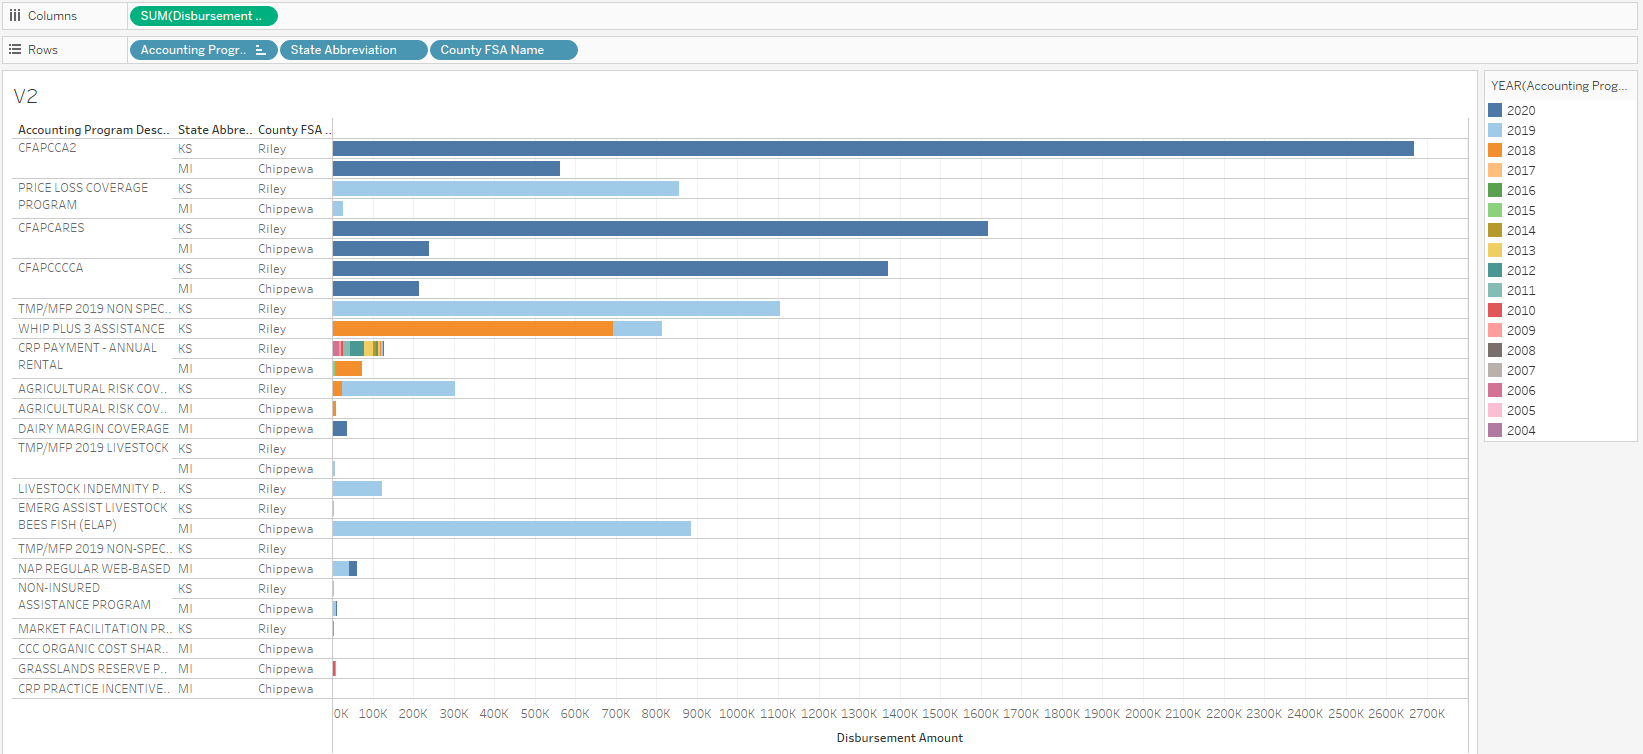 Columns
SUM(Disbursement ..
Rows
Accounting Progr.. State Abbreviation County FSA Name
V2
Accounting Program Desc.. State Abbre.. County FSA ..
CFAPCCA2 KS Riley
MI Chippewa
PRICE LOSS COVERAGE KS Riley
PROGRAM MI Chippewa
CFAPCARES KS Riley
MI Chippewa
CFAPCCCCA KS Riley
MI Chippewa
TMP/MFP 2019 NON SPEC.. KS Riley
WHIP PLUS 3 ASSISTANCE KS Riley
CRP PAYMENT - ANNUAL KS Riley
RENTAL MI Chippewa
AGRICULTURAL RISK COV.. KS Riley
AGRICULTURAL RISK COV.. MI Chippewa
DAIRY MARGIN COVERAGE MI Chippewa
TMP/MFP 2019 LIVESTOCK KS Riley
MI Chippewa
LIVESTOCK INDEMNITY P.. KS Riley
EMERG ASSIST LIVESTOCK KS Riley
BEES FISH (ELAP) MI Chippewa
TMP/MFP 2019 NON-SPEC.. KS Riley
NAP REGULAR WEB-BASED MI Chippewa
NON-INSURED KS Riley
ASSISTANCE PROGRAM MI Chippewa
MARKET FACILITATION PR.. KS Riley
CCC ORGANIC COST SHAR.. MI Chippewa
GRASSLANDS RESERVE P.. MI Chippewa
CRP PRACTICE INCENTIVE.. MI Chippewa
0K 100K 200K 300K 400K 500K 600K 700K 800K 900K 1000K 1100K 1200K 1300K 1400K 1500K 1600K 1700K 1800K 1900K 2000K 2100K 2200K 2300K 2400K 2500K 2600K 2700K
Disbursement Amount
YEAR(Accounting Prog...
2020
2019
2018
2017
2016
2015
2014
2013
2012
2011
2010
2009
2008
2007
2006
2005
2004